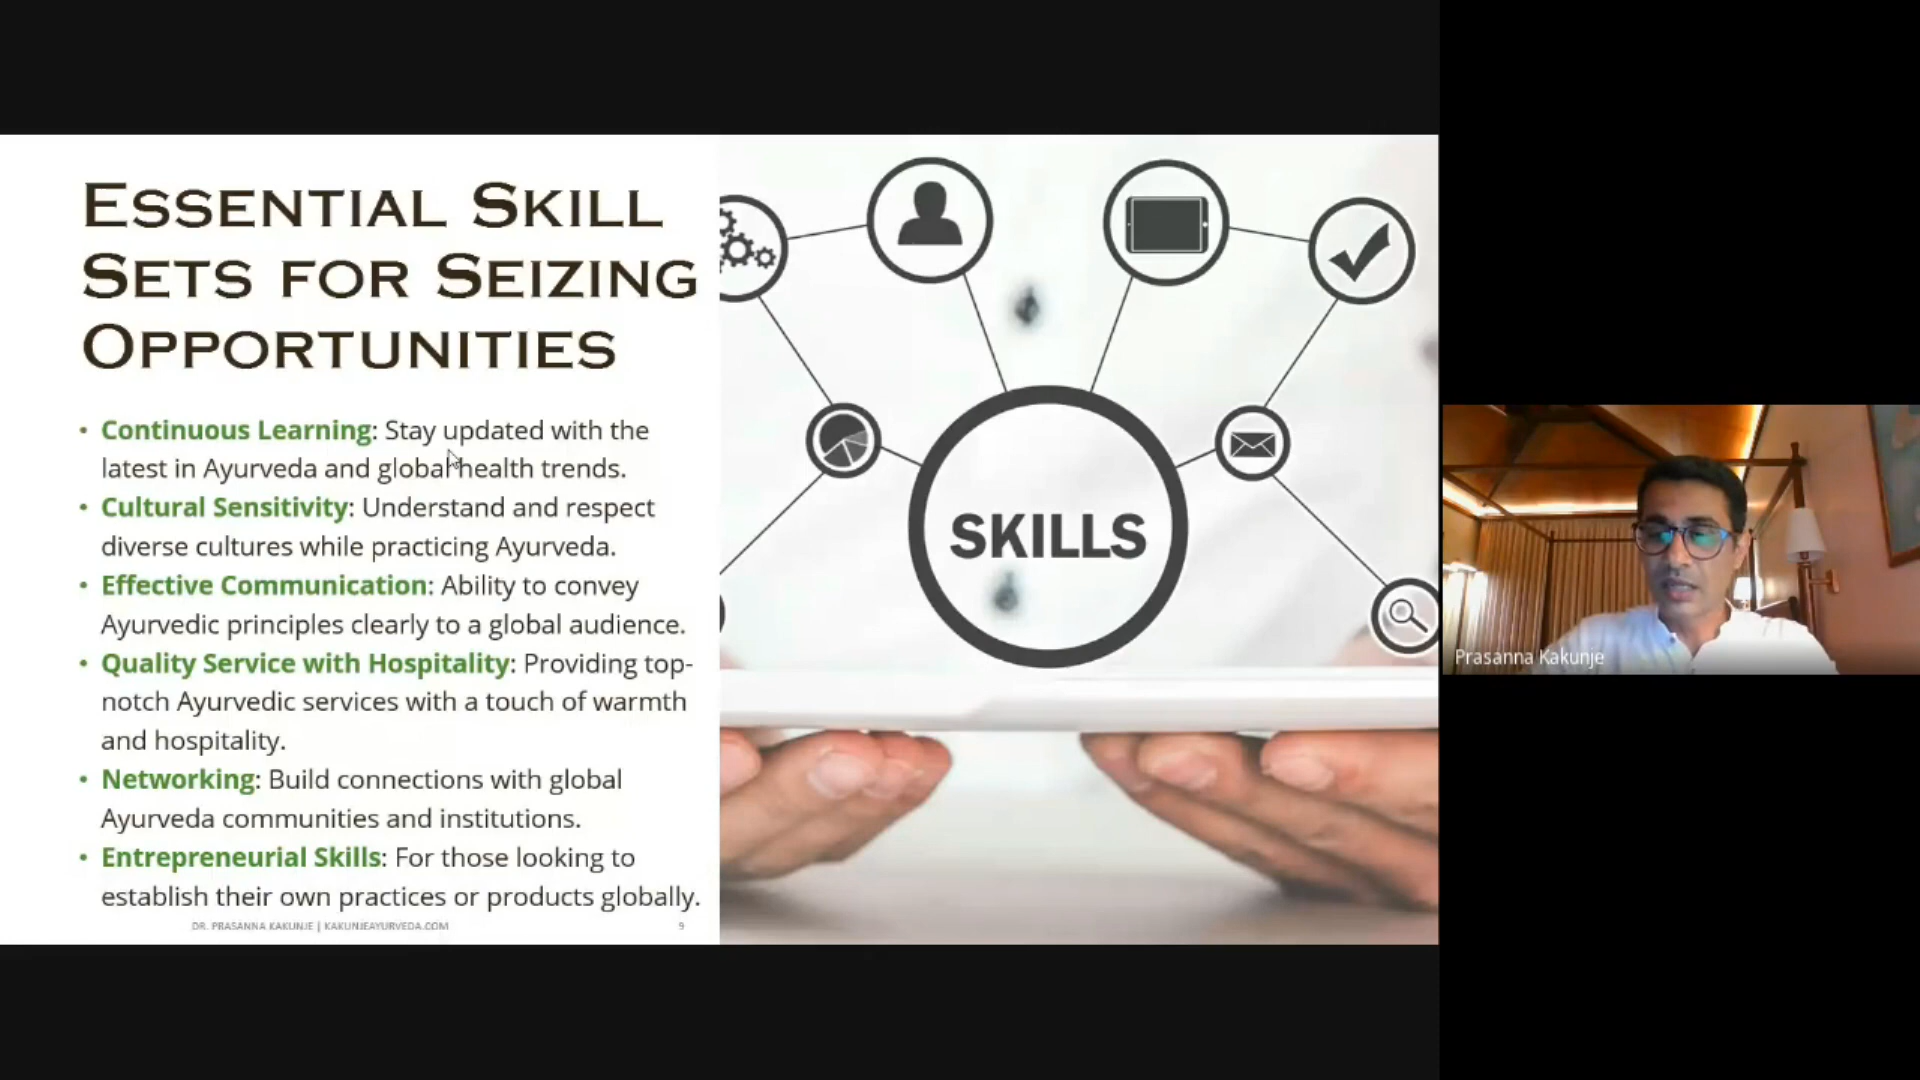 ESSENTIAL SKILL
SETS FOR SEIZING
OPPORTUNITIES
• Continuous Learning: Stay updated with the
latest in Ayurveda and global health trends.
• Cultural Sensitivity: Understand and respect
diverse cultures while practicing Ayurveda.
• Effective Communication: Ability to convey
Ayurvedic principles clearly to a global audience.
• Quality Service with Hospitality: Providing top-
notch Ayurvedic services with a touch of warmth
and hospitality.
• Networking: Build connections with global
Ayurveda communities and institutions.
• Entrepreneurial Skills: For those looking to
establish their own practices or products globally.
DR. PRASANNA KAKUNJE | KAKUNJEAYURVEDA.COM 9
SKILLS
Prasanna Kakunje